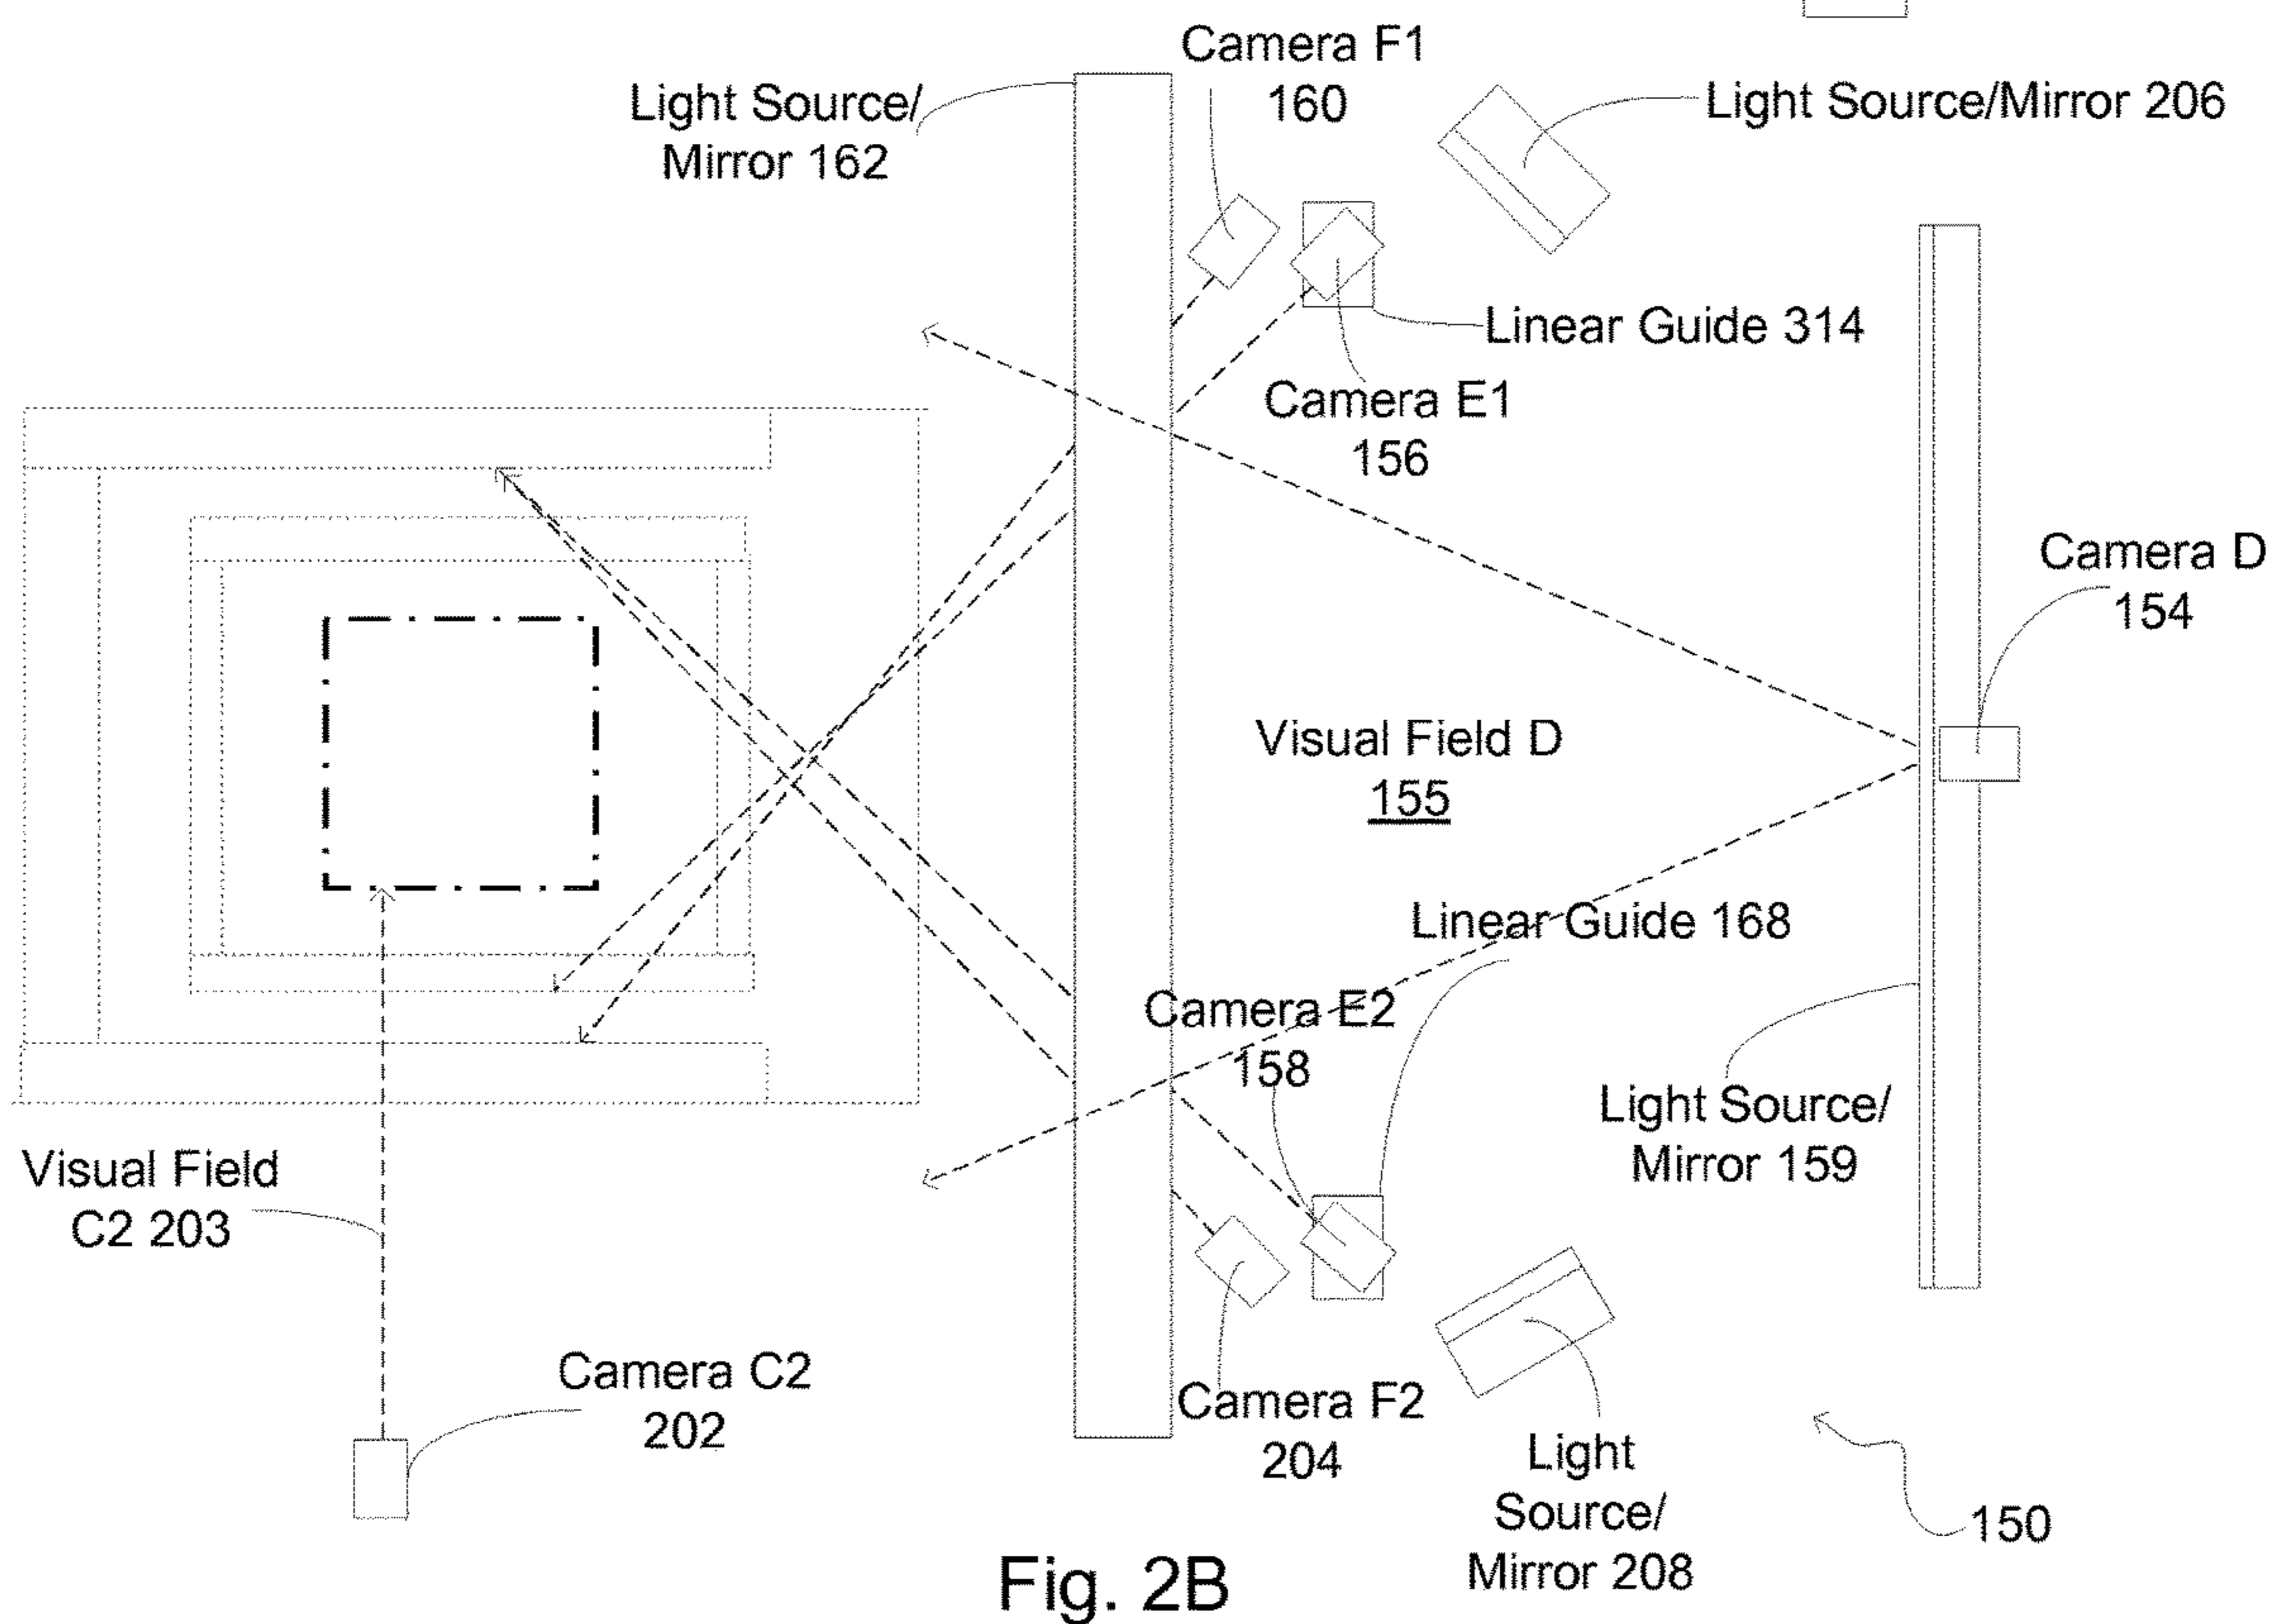 Camera F1
160
Light Source/
Mirror 162
Light Source/Mirror 206
Linear Guide 314
Camera E1
156
Camera D
154
Visual Field D
155
Linear Guide 168
Camera E2
158
Light Source/
Mirror 159
Visual Field
C2 203
Camera C2
202
Camera F2
204
Light
Source/
Mirror 208
150
Fig. 2B